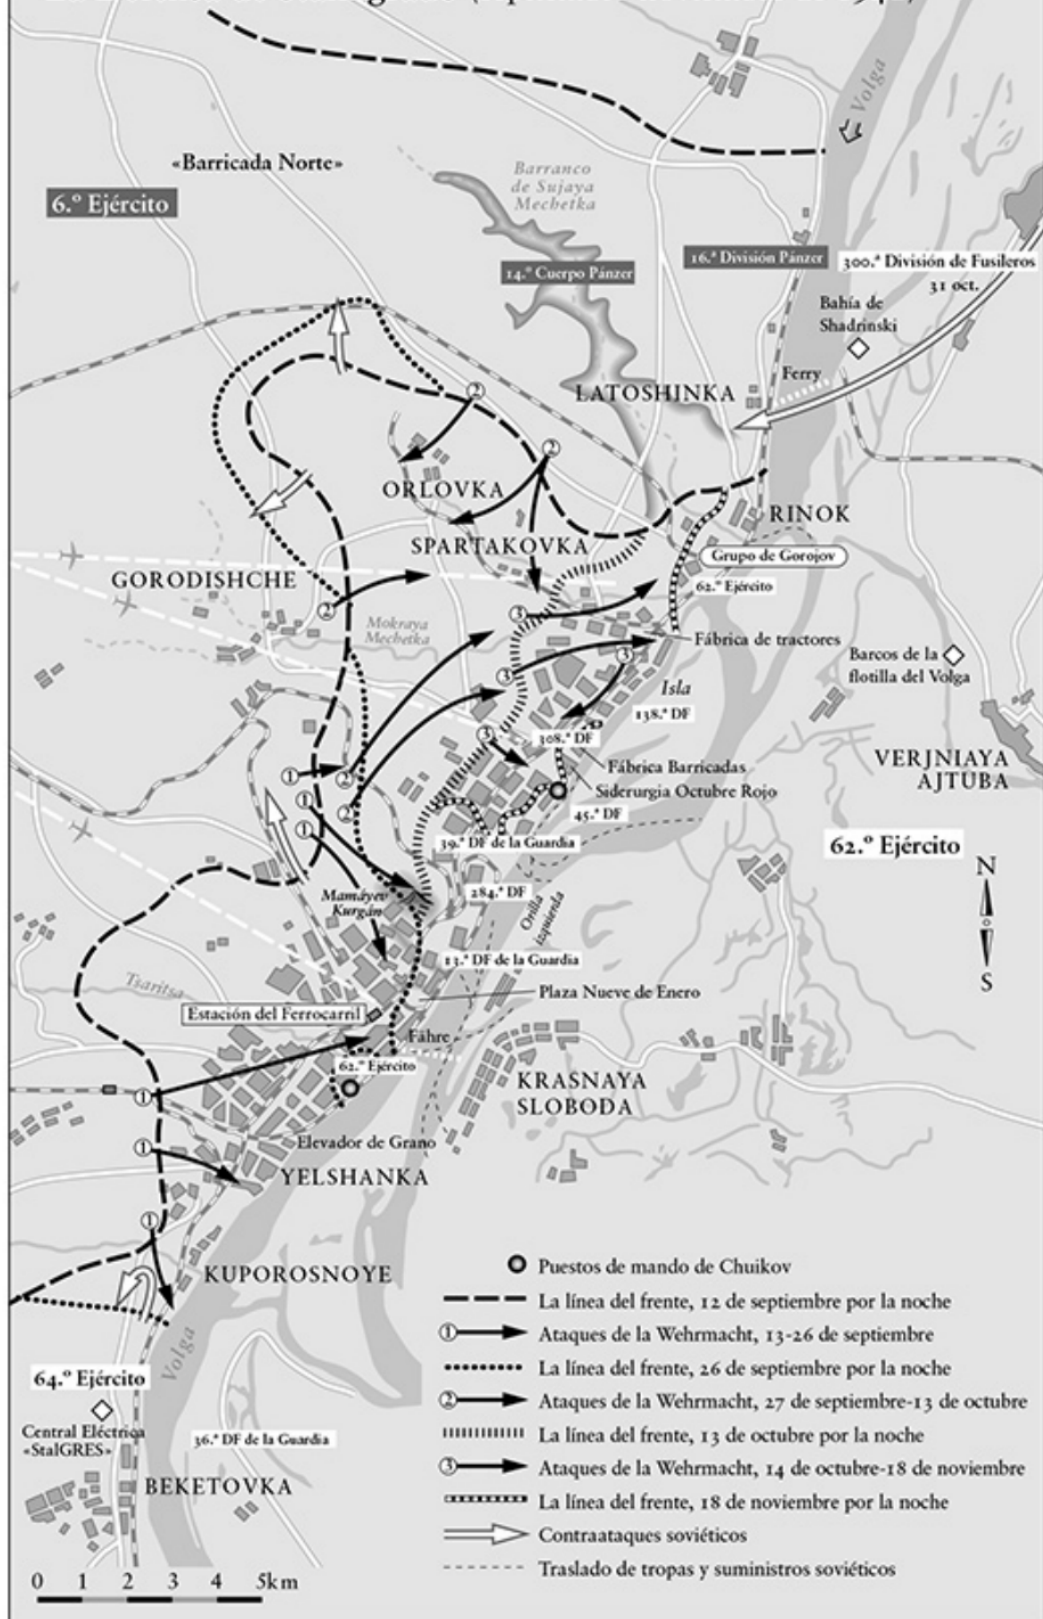 Volga
«Barricada Norte»
Barranco
de Sujaya
Mechetka
6.º Ejército
16.ª División Pánzer
300.ª División de Fusileros
31 oct.
14.º Cuerpo Pánzer
Bahía de
Shadrinski
Ferry
LATOSHINKA
ORLOVKA
RINOK
SPARTAKOVKA
Grupo de Gorojov
GORODISHCHE
62.º Ejército
Mokraya
Mechetka
Fábrica de tractores
Barcos de la
flotilla del Volga
Isla
138.ª DF
308.ª DF
VERJNIAYA
AJTUBA
Fábrica Barricadas
Siderurgia Octubre Rojo
45.ª DF
39.ª DF de la Guardia
62.º Ejército
N
S
284.ª DF
Mamáyev
Kurgán
Orilla
izquierda
13.ª DF de la Guardia
Tsaritsa
Plaza Nueve de Enero
Estación del Ferrocarril
Fähre
62.º Ejército
KRASNAYA
SLOBODA
Elevador de Grano
YELSHANKA
KUPOROSNOYE
Volga
64.º Ejército
Central Eléctrica
«StalGRES»
36.ª DF de la Guardia
BEKETOVKA
Puestos de mando de Chuikov
La línea del frente, 12 de septiembre por la noche
1 Ataques de la Wehrmacht, 13-26 de septiembre
La línea del frente, 26 de septiembre por la noche
2 Ataques de la Wehrmacht, 27 de septiembre-13 de octubre
La línea del frente, 13 de octubre por la noche
3 Ataques de la Wehrmacht, 14 de octubre-18 de noviembre
La línea del frente, 18 de noviembre por la noche
Contraataques soviéticos
Traslado de tropas y suministros soviéticos
0 1 2 3 4 5km